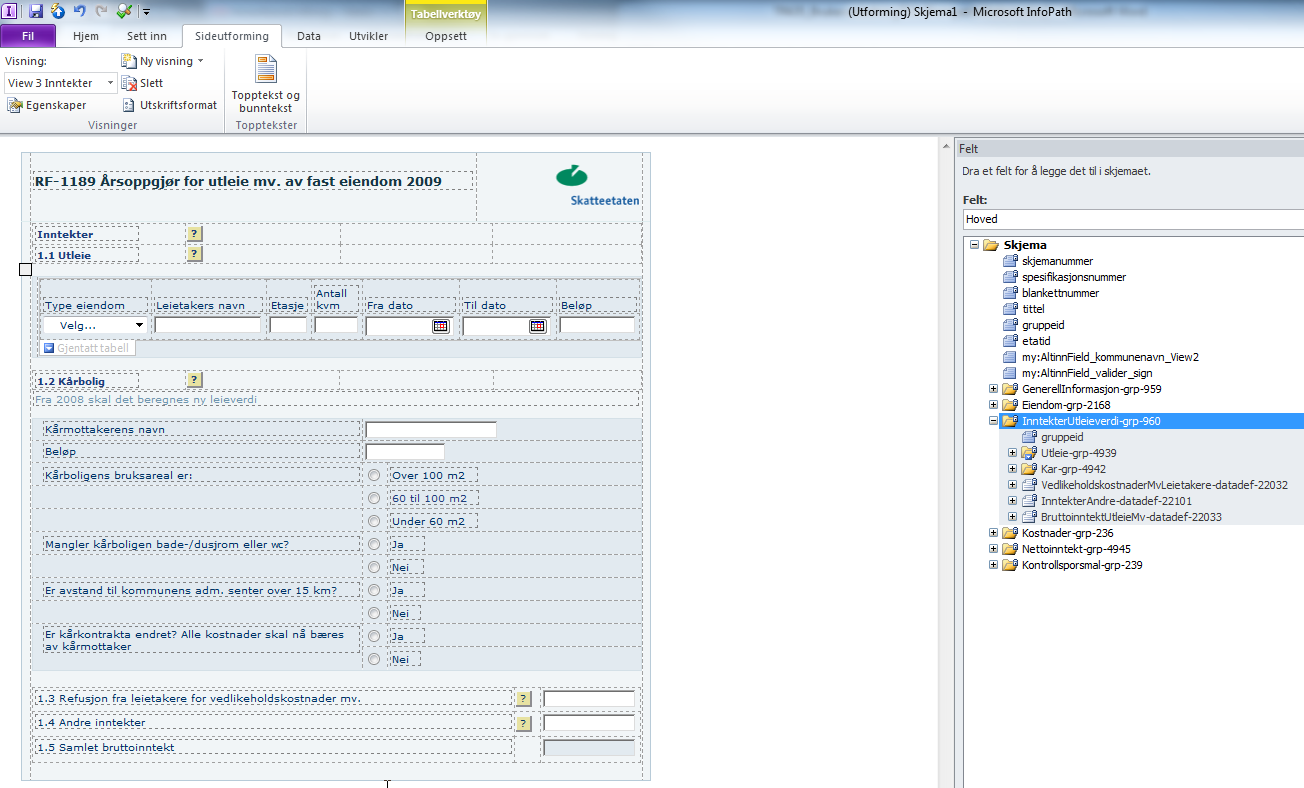 Tabellverktøy
(Utforming) Skjema1 - Microsoft InfoPath
Fil Hjem Sett inn Sideutforming Data Utvikler Oppsett
Visning:
View 3 Inntekter
Egenskaper
Ny visning
Slett
Utskriftsformat
Visninger
Topptekst og
bunntekst
Topptekster
RF-1189 Årsoppgjør for utleie mv. av fast eiendom 2009
Skatteetaten
Inntekter ?
1.1 Utleie ?
Type eiendom Leietakers navn Etasje Antall kvm Fra dato Til dato Beløp
Velg...
Gjentatt tabell
1.2 Kårbolig ?
Fra 2008 skal det beregnes ny leieverdi
Kårmottakerens navn
Beløp
Kårboligens bruksareal er: Over 100 m2
60 til 100 m2
Under 60 m2
Mangler kårboligen bade-/dusjrom eller wc? Ja
Nei
Er avstand til kommunens adm. senter over 15 km? Ja
Nei
Er kårkontrakta endret? Alle kostnader skal nå bæres
av kårmottaker
Ja
Nei
1.3 Refusjon fra leietakere for vedlikeholdskostnader mv. ?
1.4 Andre inntekter ?
1.5 Samlet bruttoinntekt
Felt
Dra et felt for å legge det til i skjemaet.
Felt:
Hoved
Skjema
skjemanummer
spesifikasjonsnummer
blankettnummer
tittel
gruppeid
etatid
my:AltinnField_kommunenavn_View2
my:AltinnField_valider_sign
GenerellInformasjon-grp-959
Eiendom-grp-2168
InntekterUtleieverdi-grp-960
gruppeid
Utleie-grp-4939
Kar-grp-4942
VedlikeholdskostnaderMvLeietakere-datadef-22032
InntekterAndre-datadef-22101
BruttoinntektUtleieMv-datadef-22033
Kostnader-grp-236
Nettoinntekt-grp-4945
Kontrollsporsmal-grp-239